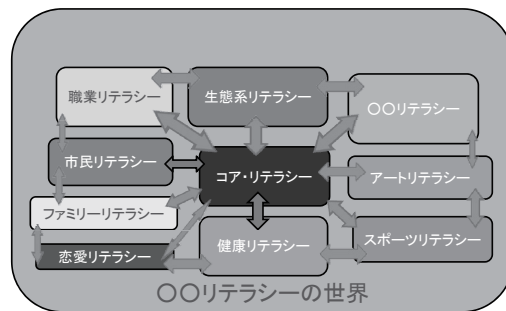 職業リテラシー
生態系リテラシー
〇〇リテラシー
市民リテラシー
コア・リテラシー
アートリテラシー
ファミリーリテラシー
健康リテラシー
スポーツリテラシー
恋愛リテラシー
〇〇リテラシーの世界